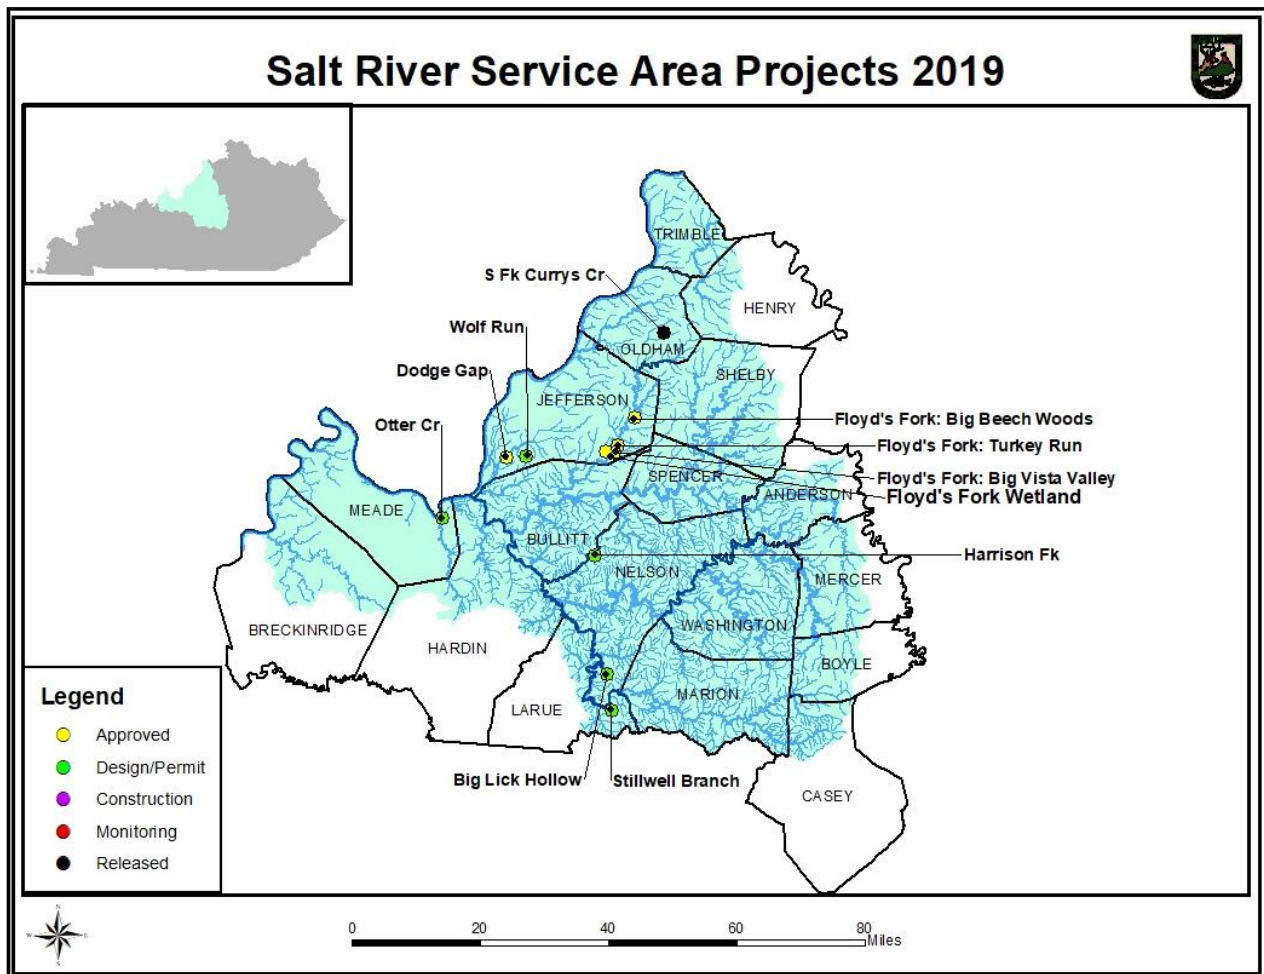 Salt River Service Area Projects 2019
TRIMBLE
S Fk Currys Cr
HENRY
Wolf Run
OLDHAM
Dodge Gap
SHELBY
JEFFERSON
Otter Cr
Floyd's Fork: Big Beech Woods
Floyd's Fork: Turkey Run
SPENCER
Floyd's Fork: Big Vista Valley
ANDERSON
Floyd's Fork Wetland
MEADE
BULLITT
Harrison Fk
NELSON
MERCER
WASHINGTON
BRECKINRIDGE
HARDIN
BOYLE
MARION
LARUE
Big Lick Hollow
Stillwell Branch
CASEY
Legend
Approved
Design/Permit
Construction
Monitoring
Released
N
W
E
S
0 20 40 60 80
Miles